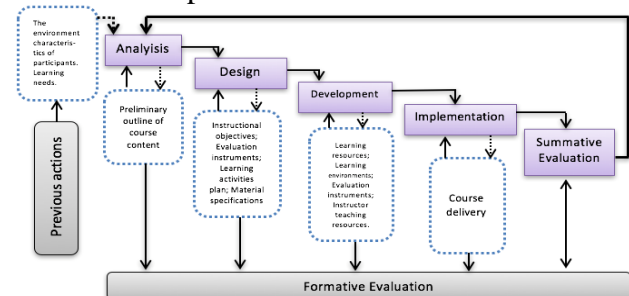 The
environment
characteris-
tics of
participants.
Learning
needs.
Previous actions
Analyisis
Preliminary
outline of
course
content
Design
Instructional
objectives;
Evaluation
instruments;
Learning
activities
plan; Material
specifications
Development
Learning
resources;
Learning
environments;
Evaluation
instruments;
Instructor
teaching
resources.
Implementation
Course
delivery
Summative
Evaluation
Formative Evaluation